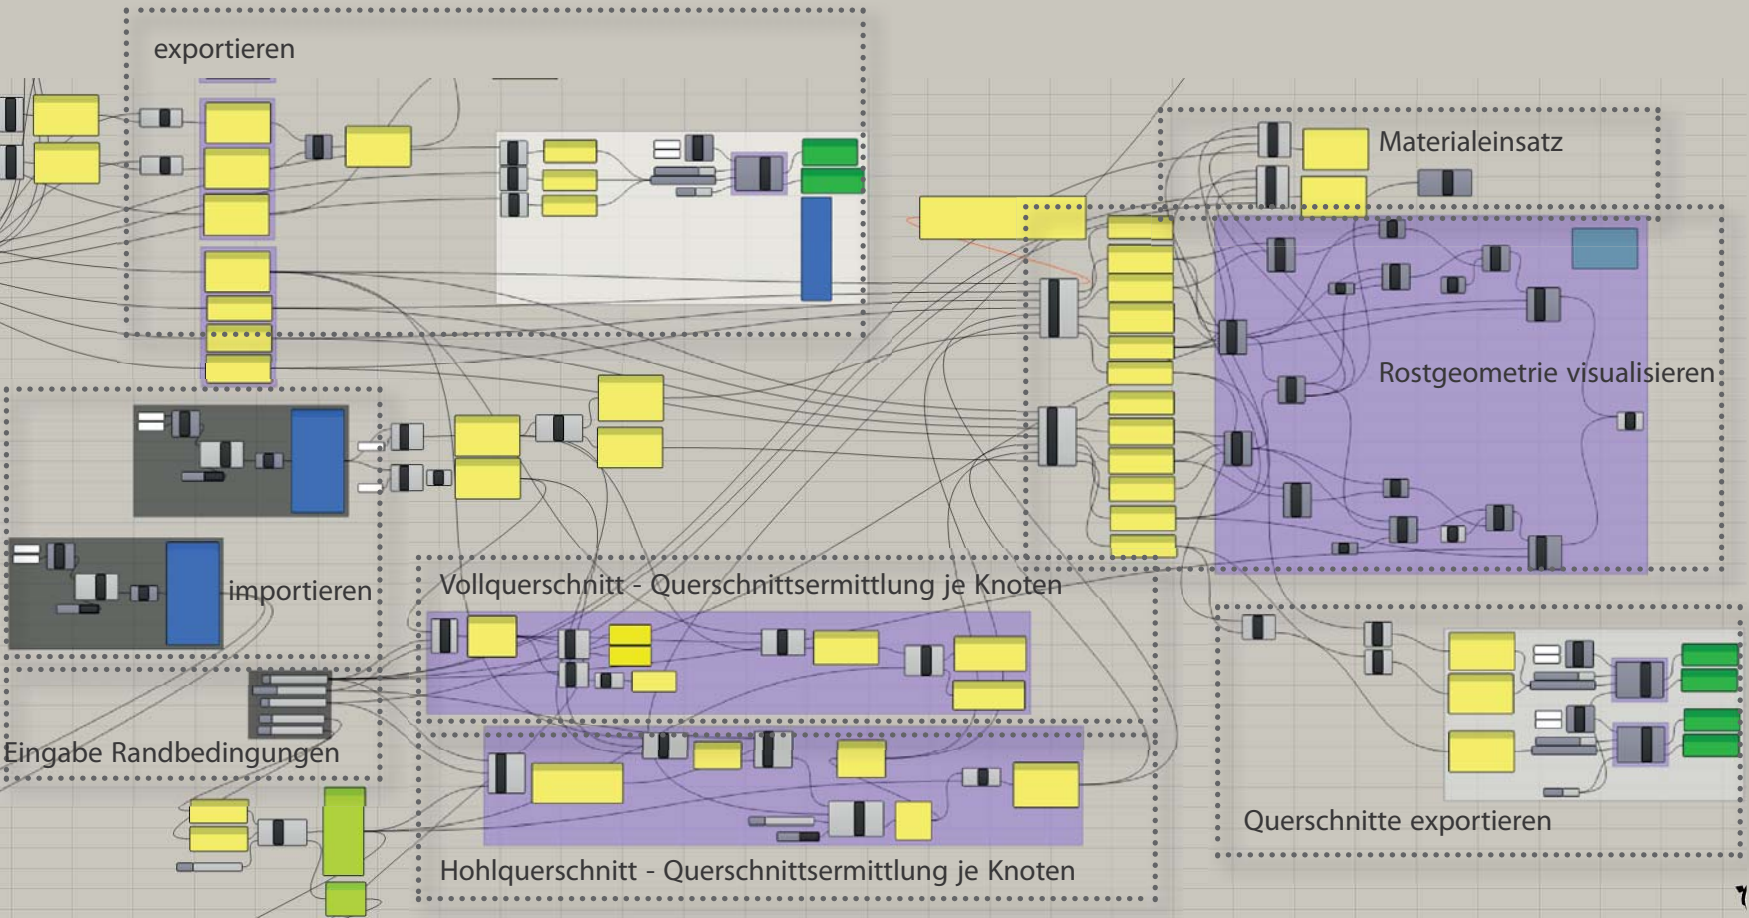 exportieren
Materialeinsatz
Rostgeometrie visualisieren
importieren
Vollquerschnitt - Querschnittsermittlung je Knoten
Eingabe Randbedingungen
Querschnitte exportieren
Hohlquerschnitt - Querschnittsermittlung je Knoten